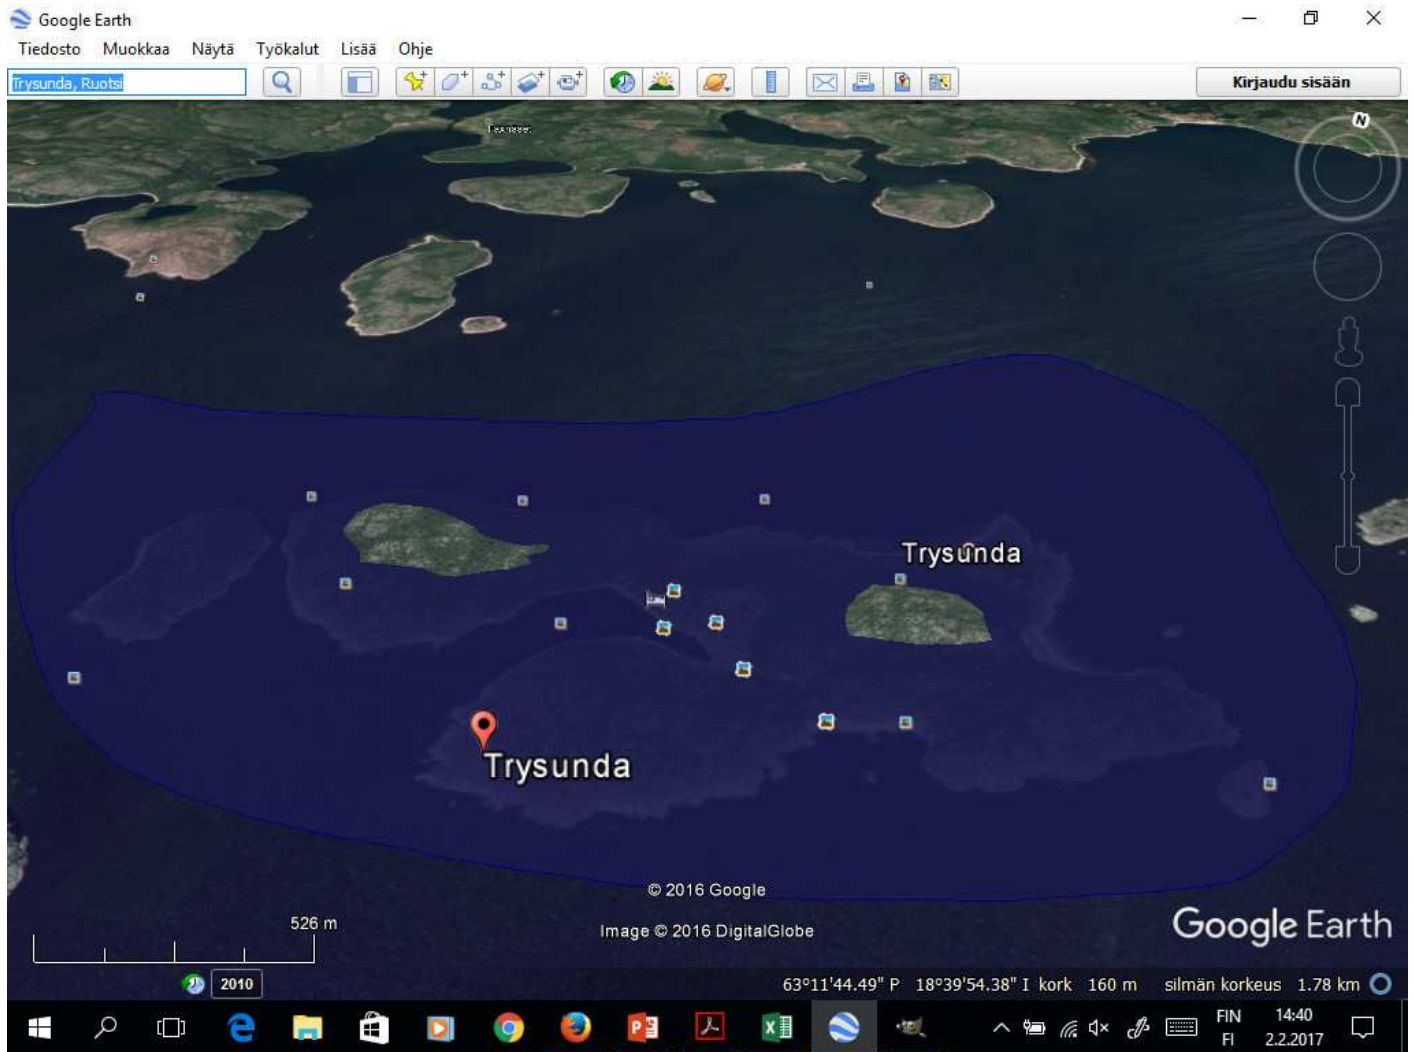 Google Earth
Tiedosto Muokkaa Näytä Työkalut Lisää Ohje
Trysunda, Ruotsi
Kirjaudu sisään
N
Trysunda
Trysunda
© 2016 Google
526 m
Image © 2016 DigitalGlobe
Google Earth
2010
63°11'44.49" P 18°39'54.38" I kork 160 m silmän korkeus 1.78 km
FIN 14:40
FI 2.2.2017